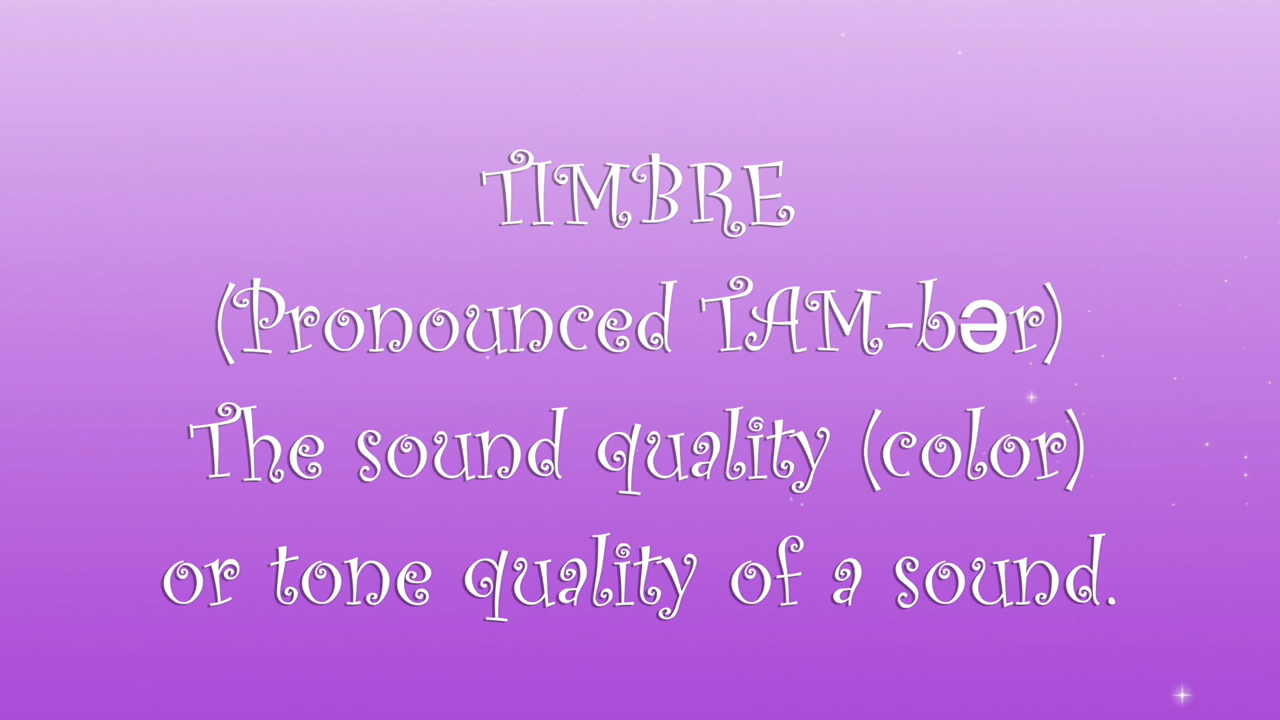 TIMBRE
(Pronounced TAM-bər)
The sound quality (color)
or tone quality of a sound.